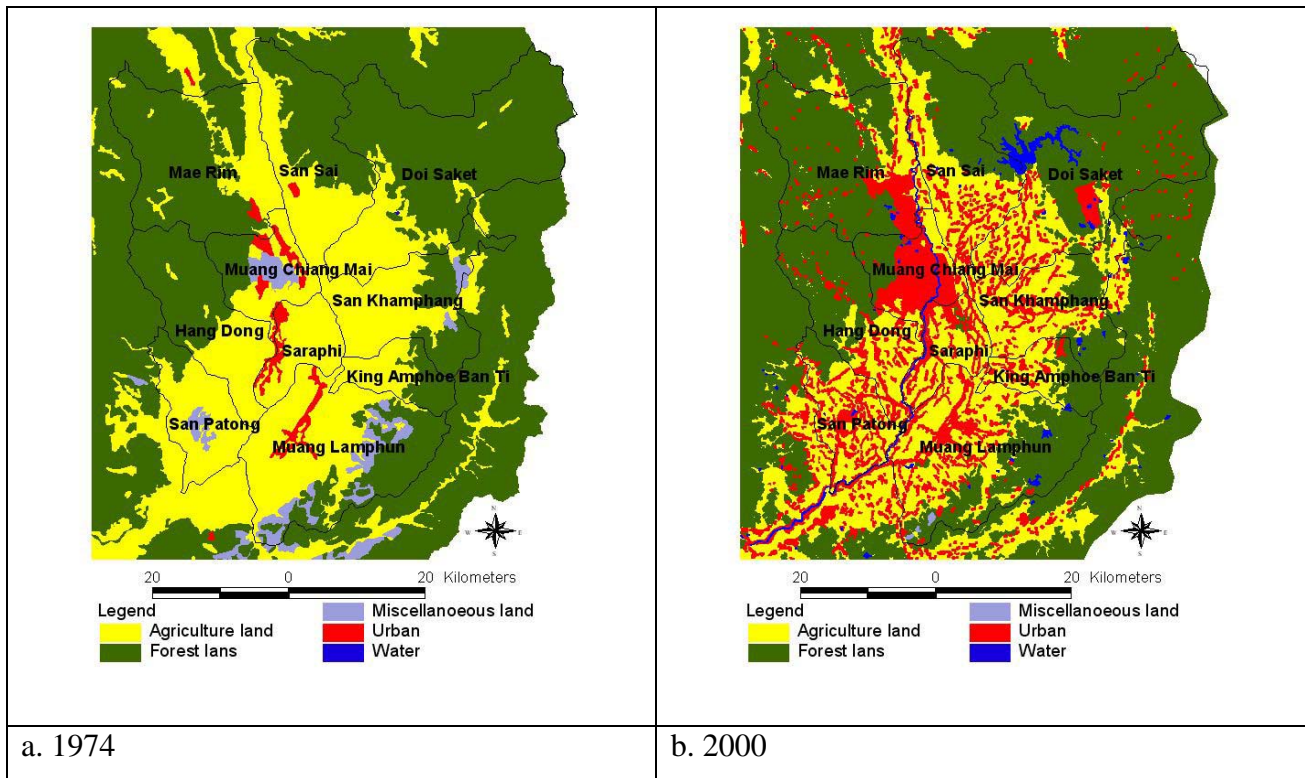 Mae Rim
San Sai
Doi Saket
Muang Chiang Mai
San Khamphang
Hang Dong
Saraphi
King Amphoe Ban Ti
San Patong
Muang Lamphun
N
W E
S
20 0 20 Kilometers
Legend
Agriculture land
Forest lans
Miscellanoeous land
Urban
Water
a. 1974
Mae Rim
San Sai
Doi Saket
Muang Chiang Mai
San Khamphang
Hang Dong
Saraphi
King Amphoe Ban Ti
San Patong
Muang Lamphun
N
W E
S
20 0 20 Kilometers
Legend
Agriculture land
Forest lans
Miscellanoeous land
Urban
Water
b. 2000